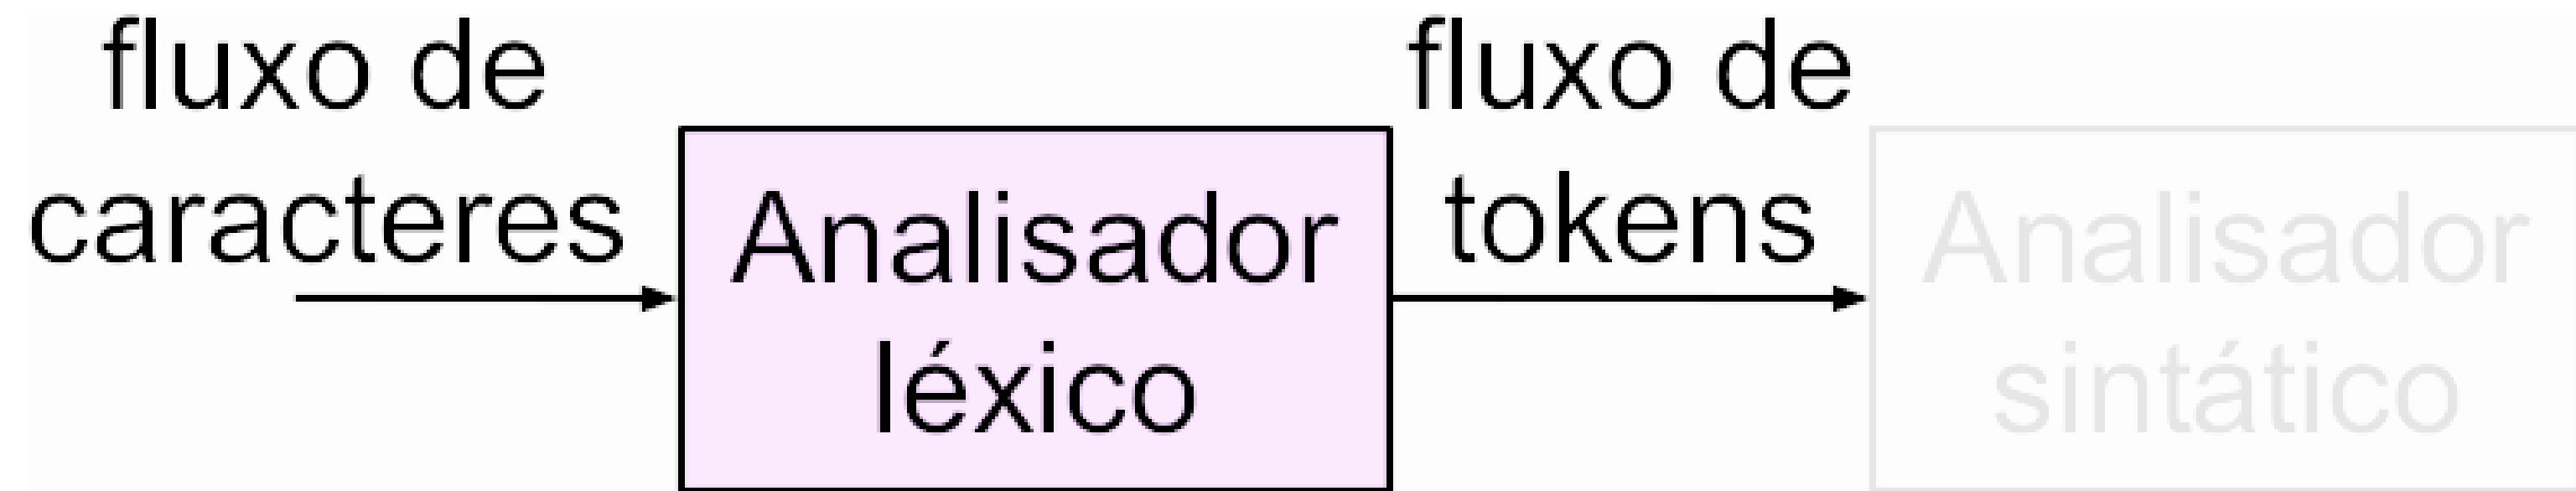 fluxo de
caracteres
Analisador
léxico
fluxo de
tokens
Analisador
sintático